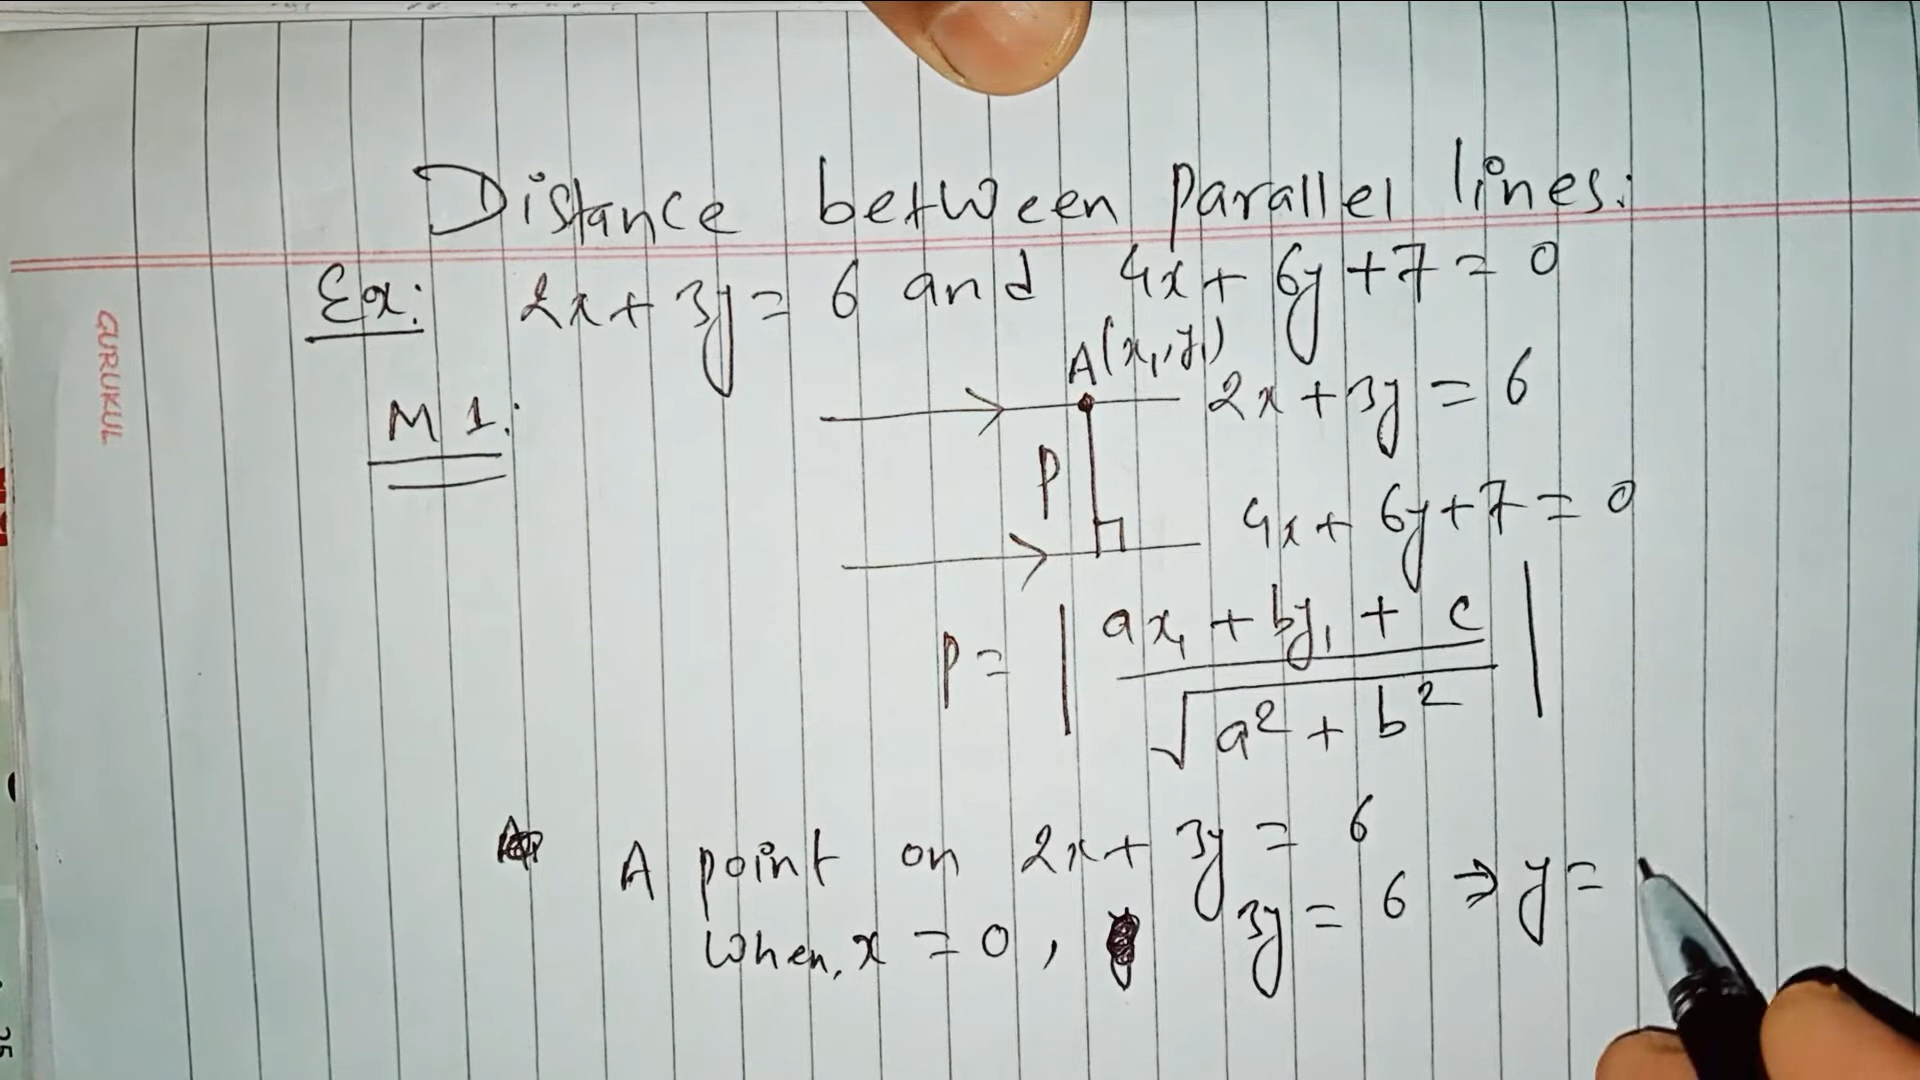 Distance between parallel lines:
Ex: 2x + 3y = 6 and 4x + 6y + 7 = 0
M 1:
A(x₁, y₁)
2x + 3y = 6
P
4x + 6y + 7 = 0
P = | ax₁ + by₁ + c / √a² + b² |
A point on 2x + 3y = 6
When, x = 0, 3y = 6 ⇒ y =
GURUKUL